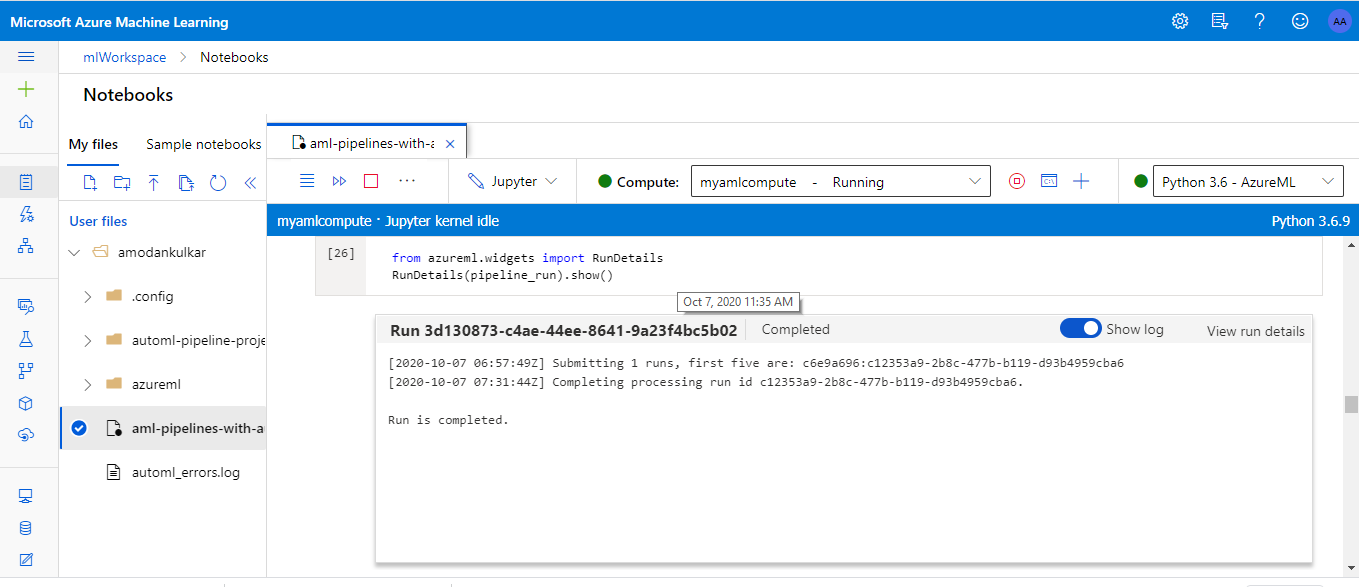 Microsoft Azure Machine Learning
AA
mlWorkspace > Notebooks
Notebooks
My files Sample notebooks
aml-pipelines-with-a
Jupyter
Compute: myamlcompute - Running
Python 3.6 - AzureML
User files
myamlcompute · Jupyter kernel idle
Python 3.6.9
amodankulkar
.config
automl-pipeline-proje
azureml
aml-pipelines-with-au
automl_errors.log
[26]
from azureml.widgets import RunDetails
RunDetails(pipeline_run).show()
Oct 7, 2020 11:35 AM
Run 3d130873-c4ae-44ee-8641-9a23f4bc5b02 Completed
Show log
View run details
[2020-10-07 06:57:49Z] Submitting 1 runs, first five are: c6e9a696:c12353a9-2b8c-477b-b119-d93b4959cba6
[2020-10-07 07:31:44Z] Completing processing run id c12353a9-2b8c-477b-b119-d93b4959cba6.
Run is completed.